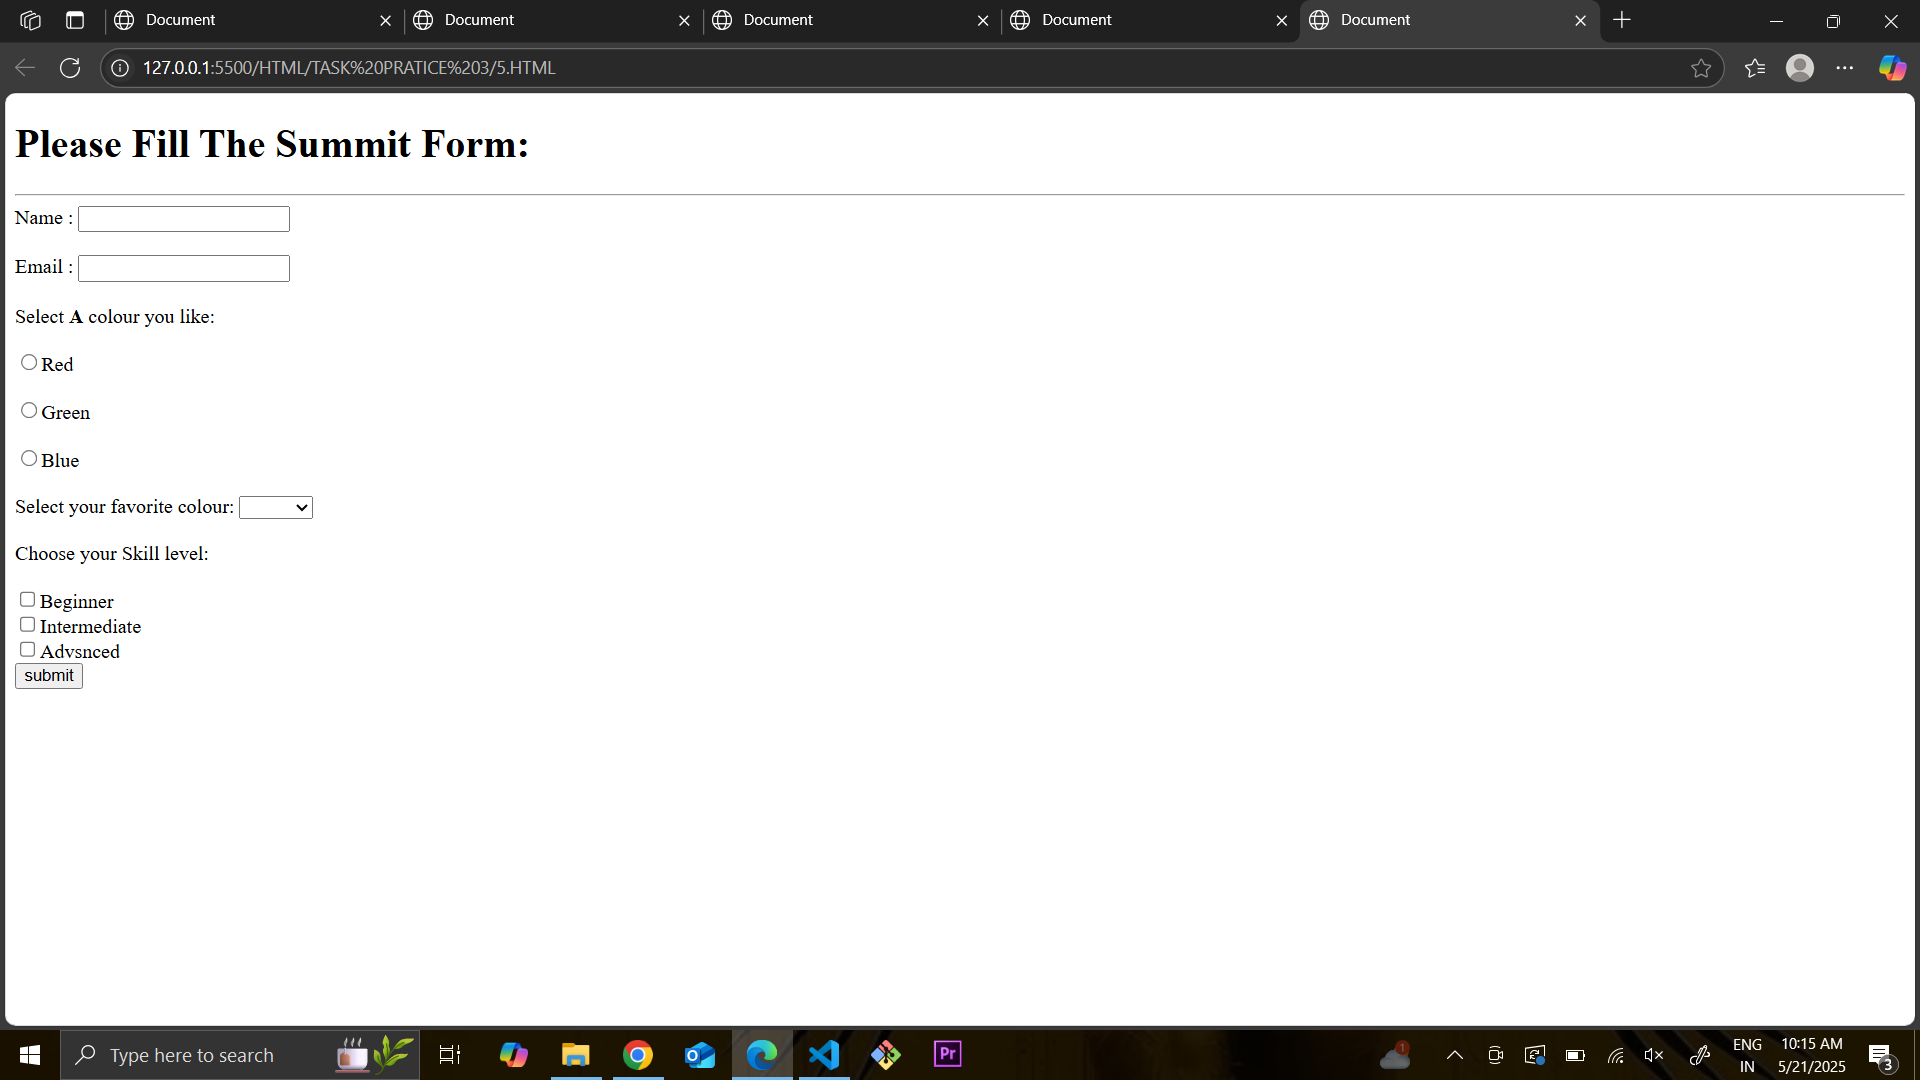 Document Document Document Document Document
127.0.0.1:5500/HTML/TASK%20PRATICE%203/5.HTML
Please Fill The Summit Form:
Name :
Email :
Select A colour you like:
Red
Green
Blue
Select your favorite colour:
Choose your Skill level:
Beginner
Intermediate
Advsnced
submit
Type here to search
O
Pr
1
ENG
IN
10:15 AM
5/21/2025
3